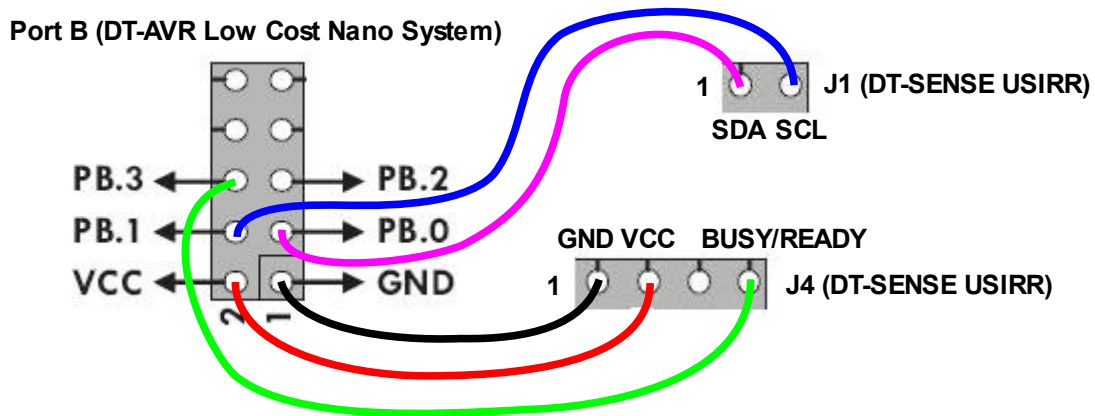 Port B (DT-AVR Low Cost Nano System)
1 J1 (DT-SENSE USIRR)
SDA SCL
PB.3 PB.2
PB.1 PB.0
GND VCC BUSY/READY
VCC GND
1 J4 (DT-SENSE USIRR)
2 1